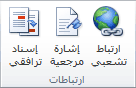 ارتباط تشعبي
إشارة مرجعية
إسناد ترافقي
ارتباطات